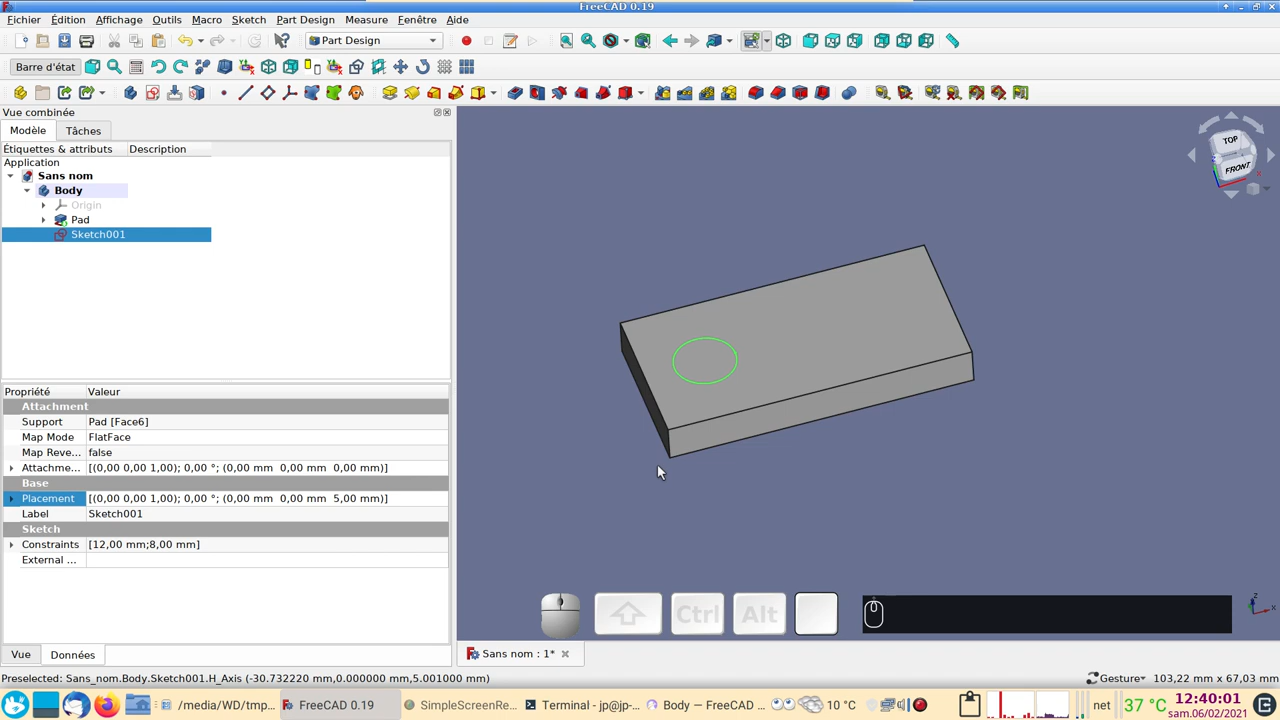 FreeCAD 0.19
Fichier Édition Affichage Outils Macro Sketch Part Design Measure Fenêtre Aide
Part Design
Barre d'état
Vue combinée
Modèle Tâches
Étiquettes & attributs Description
Application
Sans nom
Body
Origin
Pad
Sketch001
TOP
FRONT
Propriété Valeur
Attachment
Support Pad [Face6]
Map Mode FlatFace
Map Reve... false
Attachme... [(0,00 0,00 1,00); 0,00 °; (0,00 mm 0,00 mm 0,00 mm)]
Base
Placement [(0,00 0,00 1,00); 0,00 °; (0,00 mm 0,00 mm 5,00 mm)]
Label Sketch001
Sketch
Constraints [12,00 mm;8,00 mm]
External ...
Ctrl Alt
Vue Données
Sans nom : 1*
Preselected: Sans_nom.Body.Sketch001.H_Axis (-30.732220 mm,0.000000 mm,5.001000 mm)
Gesture 103,22 mm x 67,03 mm
/media/WD/tmp... FreeCAD 0.19 SimpleScreenRe... Terminal - jp@jp-... Body — FreeCAD ... 10 °C net 37 °C 12:40:01
sam.06/02/2021